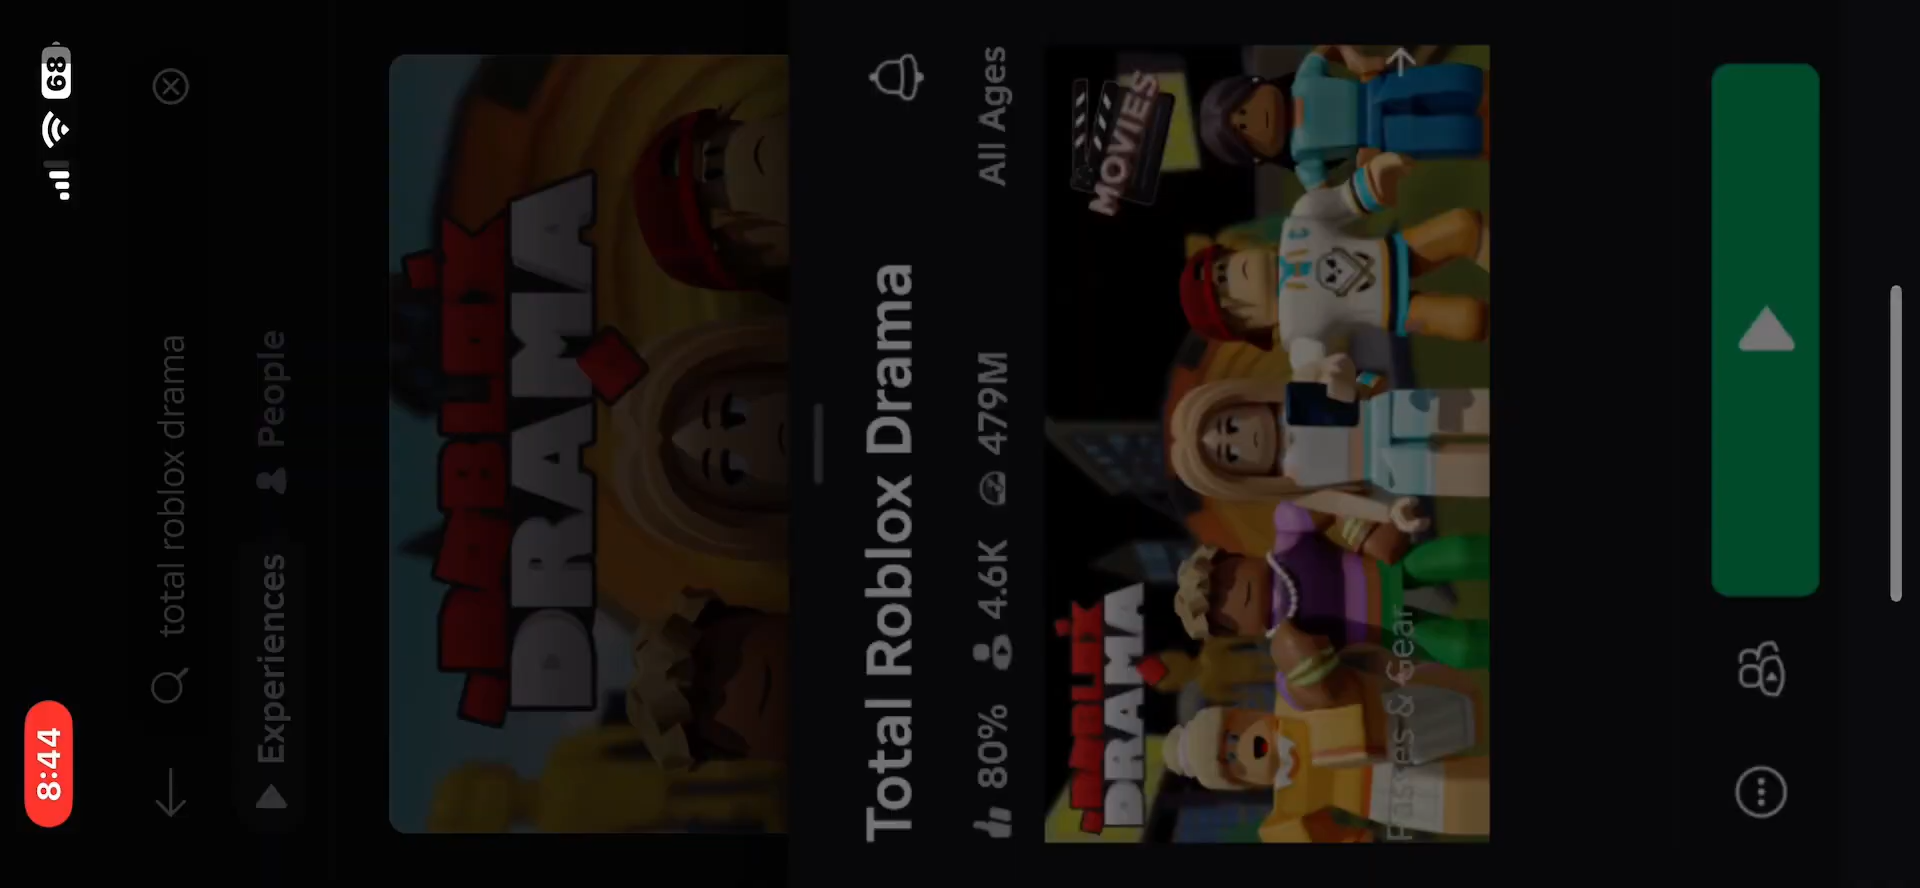 8:44
68
total roblox drama
Experiences
People
ROBLOX
DRAMA
Total Roblox Drama
80%
4.6K
479M
All Ages
ROBLOX
DRAMA
MOVIES
Passes & Gear